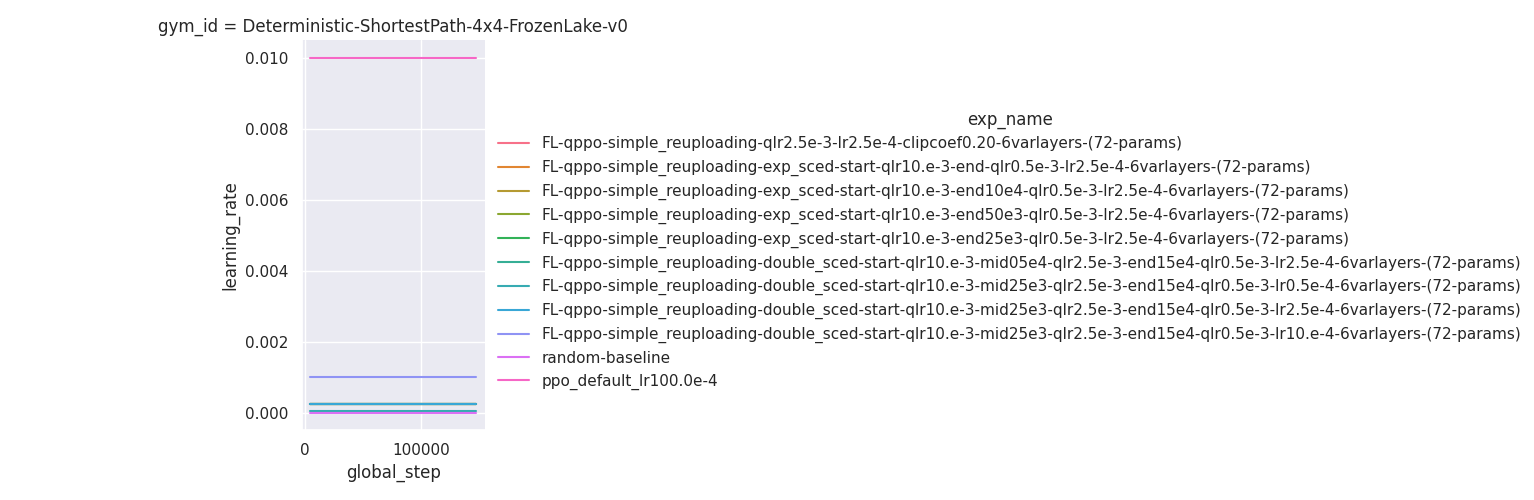 gym_id = Deterministic-ShortestPath-4x4-FrozenLake-v0
0.010
0.008
0.006
0.004
0.002
0.000
learning_rate
0
100000
global_step
exp_name
FL-qppo-simple_reuploading-qlr2.5e-3-lr2.5e-4-clipcoef0.20-6varlayers-(72-params)
FL-qppo-simple_reuploading-exp_sced-start-qlr10.e-3-end-qlr0.5e-3-lr2.5e-4-6varlayers-(72-params)
FL-qppo-simple_reuploading-exp_sced-start-qlr10.e-3-end10e4-qlr0.5e-3-lr2.5e-4-6varlayers-(72-params)
FL-qppo-simple_reuploading-exp_sced-start-qlr10.e-3-end50e3-qlr0.5e-3-lr2.5e-4-6varlayers-(72-params)
FL-qppo-simple_reuploading-exp_sced-start-qlr10.e-3-end25e3-qlr0.5e-3-lr2.5e-4-6varlayers-(72-params)
FL-qppo-simple_reuploading-double_sced-start-qlr10.e-3-mid05e4-qlr2.5e-3-end15e4-qlr0.5e-3-lr2.5e-4-6varlayers-(72-params)
FL-qppo-simple_reuploading-double_sced-start-qlr10.e-3-mid25e3-qlr2.5e-3-end15e4-qlr0.5e-3-lr0.5e-4-6varlayers-(72-params)
FL-qppo-simple_reuploading-double_sced-start-qlr10.e-3-mid25e3-qlr2.5e-3-end15e4-qlr0.5e-3-lr2.5e-4-6varlayers-(72-params)
FL-qppo-simple_reuploading-double_sced-start-qlr10.e-3-mid25e3-qlr2.5e-3-end15e4-qlr0.5e-3-lr10.e-4-6varlayers-(72-params)
random-baseline
ppo_default_lr100.0e-4